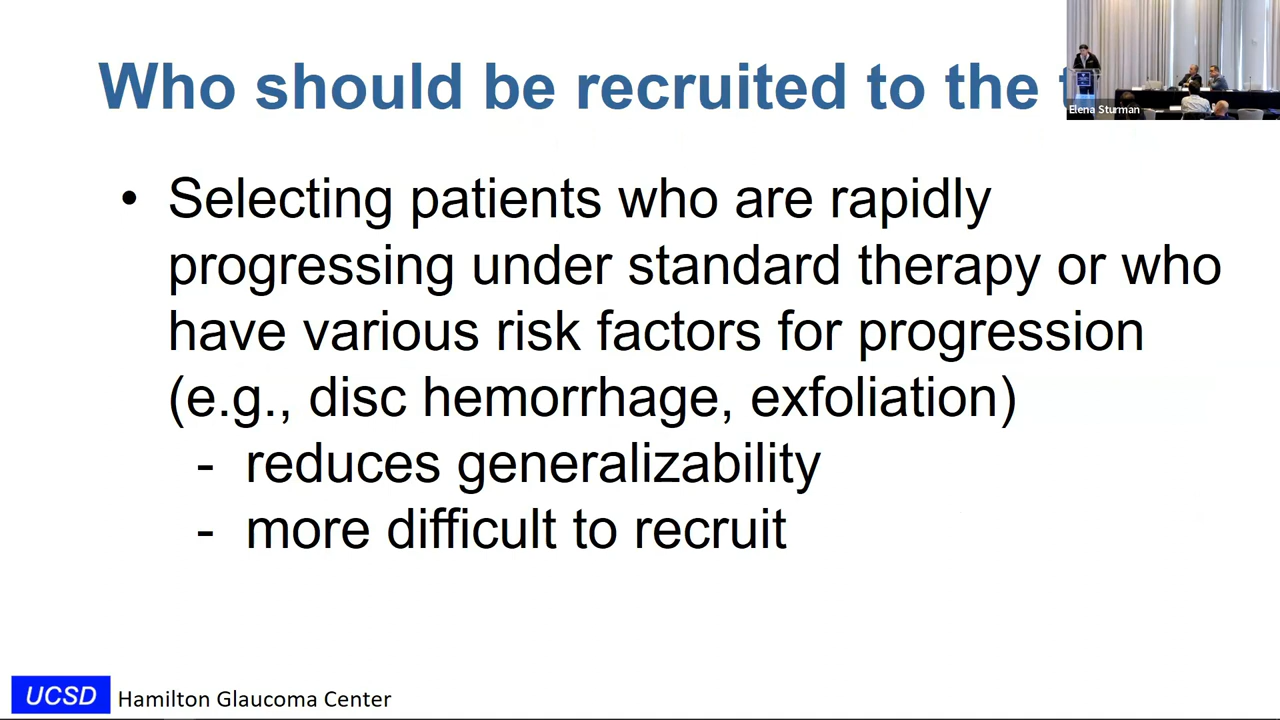 Who should be recruited to the
Elena Sturman
• Selecting patients who are rapidly
progressing under standard therapy or who
have various risk factors for progression
(e.g., disc hemorrhage, exfoliation)
- reduces generalizability
- more difficult to recruit
UCSD Hamilton Glaucoma Center